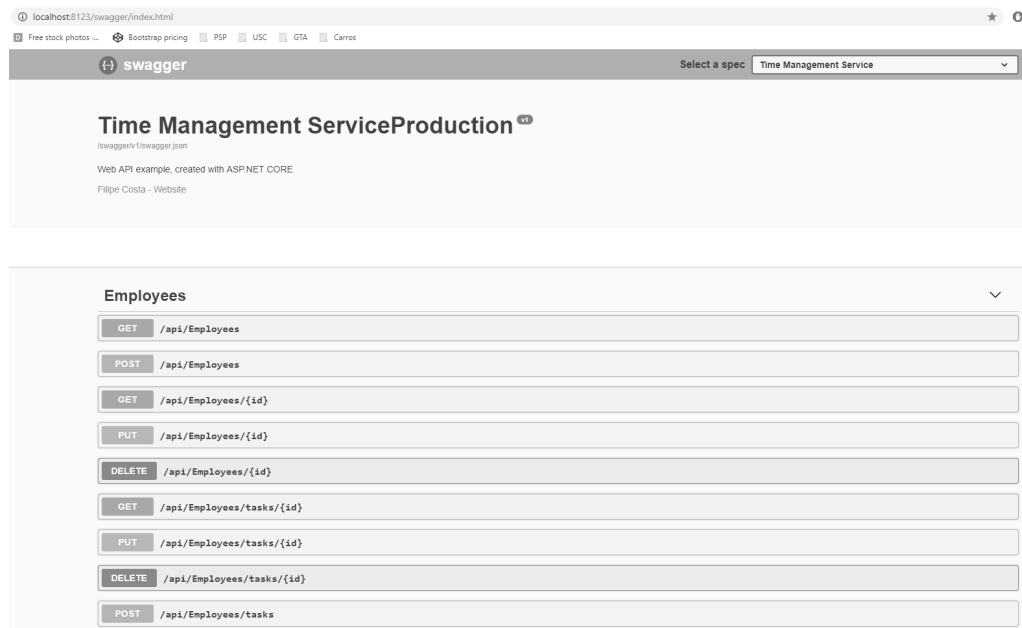 localhost:8123/swagger/index.html
Free stock photos -... Bootstrap pricing PSP USC GTA Carros
{··} swagger Select a spec Time Management Service
Time Management ServiceProduction v1
/swagger/v1/swagger.json
Web API example, created with ASP.NET CORE
Filipe Costa - Website
Employees
GET /api/Employees
POST /api/Employees
GET /api/Employees/{id}
PUT /api/Employees/{id}
DELETE /api/Employees/{id}
GET /api/Employees/tasks/{id}
PUT /api/Employees/tasks/{id}
DELETE /api/Employees/tasks/{id}
POST /api/Employees/tasks